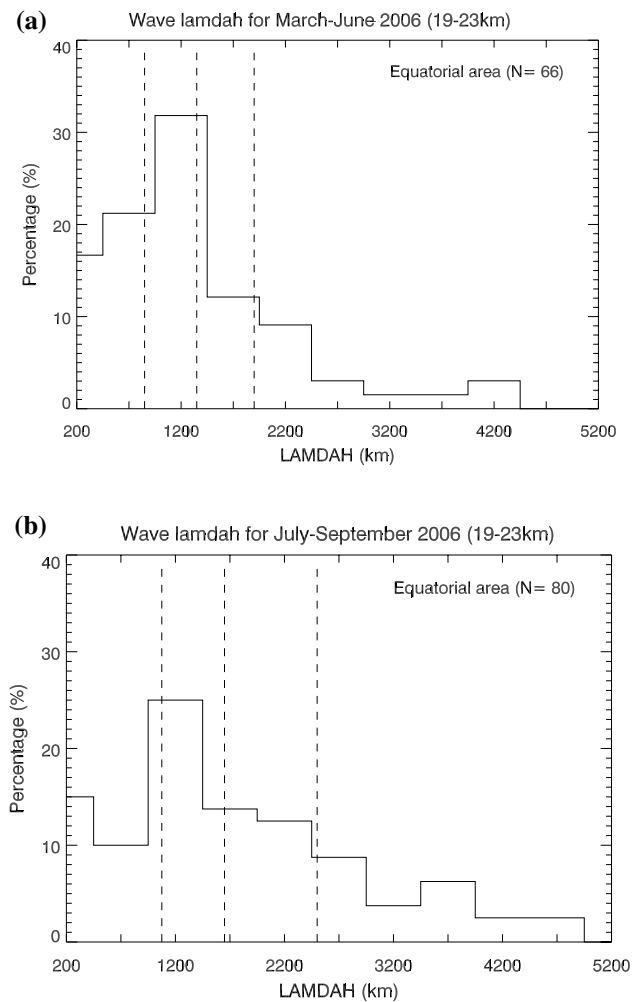 (a)
Wave lamdah for March-June 2006 (19-23km)
Equatorial area (N= 66)
Percentage (%)
40
30
20
10
0
200 1200 2200 3200 4200 5200
LAMDAH (km)
(b)
Wave lamdah for July-September 2006 (19-23km)
Equatorial area (N= 80)
Percentage (%)
40
30
20
10
0
200 1200 2200 3200 4200 5200
LAMDAH (km)